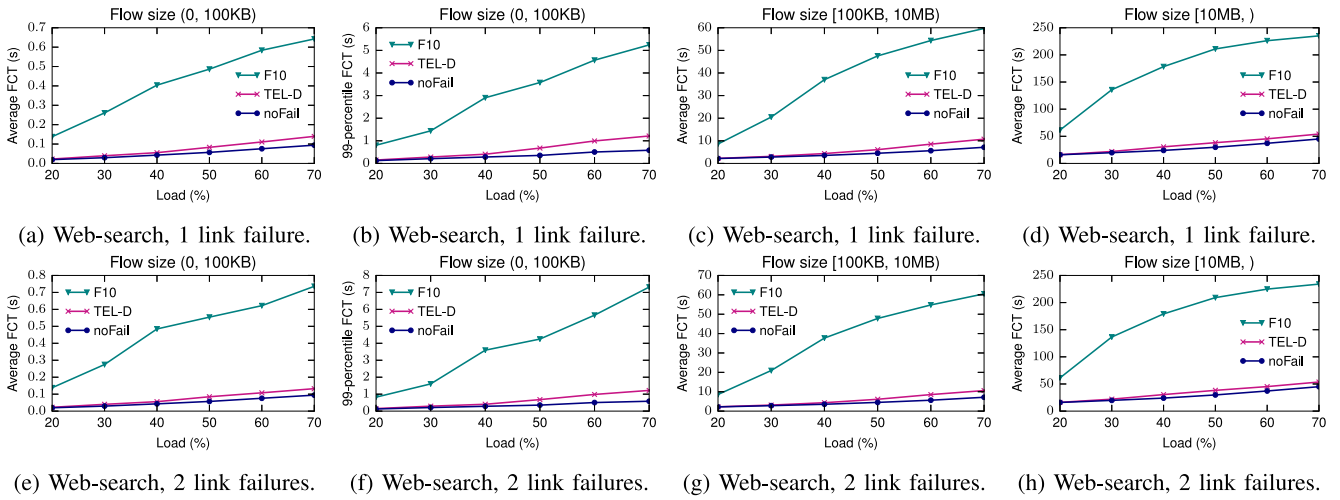 Flow size (0, 100KB)
0.7
0.6
0.5
0.4
0.3
0.2
0.1
0.0
Average FCT (s)
F10
TEL-D
noFail
20 30 40 50 60 70
Load (%)
(a) Web-search, 1 link failure.
Flow size (0, 100KB)
6
5
4
3
2
1
0
99-percentile FCT (s)
F10
TEL-D
noFail
20 30 40 50 60 70
Load (%)
(b) Web-search, 1 link failure.
Flow size [100KB, 10MB)
60
50
40
30
20
10
0
Average FCT (s)
F10
TEL-D
noFail
20 30 40 50 60 70
Load (%)
(c) Web-search, 1 link failure.
Flow size [10MB, )
250
200
150
100
50
0
Average FCT (s)
F10
TEL-D
noFail
20 30 40 50 60 70
Load (%)
(d) Web-search, 1 link failure.
Flow size (0, 100KB)
0.8
0.7
0.6
0.5
0.4
0.3
0.2
0.1
0.0
Average FCT (s)
F10
TEL-D
noFail
20 30 40 50 60 70
Load (%)
(e) Web-search, 2 link failures.
Flow size (0, 100KB)
8
7
6
5
4
3
2
1
0
99-percentile FCT (s)
F10
TEL-D
noFail
20 30 40 50 60 70
Load (%)
(f) Web-search, 2 link failures.
Flow size [100KB, 10MB)
70
60
50
40
30
20
10
0
Average FCT (s)
F10
TEL-D
noFail
20 30 40 50 60 70
Load (%)
(g) Web-search, 2 link failures.
Flow size [10MB, )
250
200
150
100
50
0
Average FCT (s)
F10
TEL-D
noFail
20 30 40 50 60 70
Load (%)
(h) Web-search, 2 link failures.